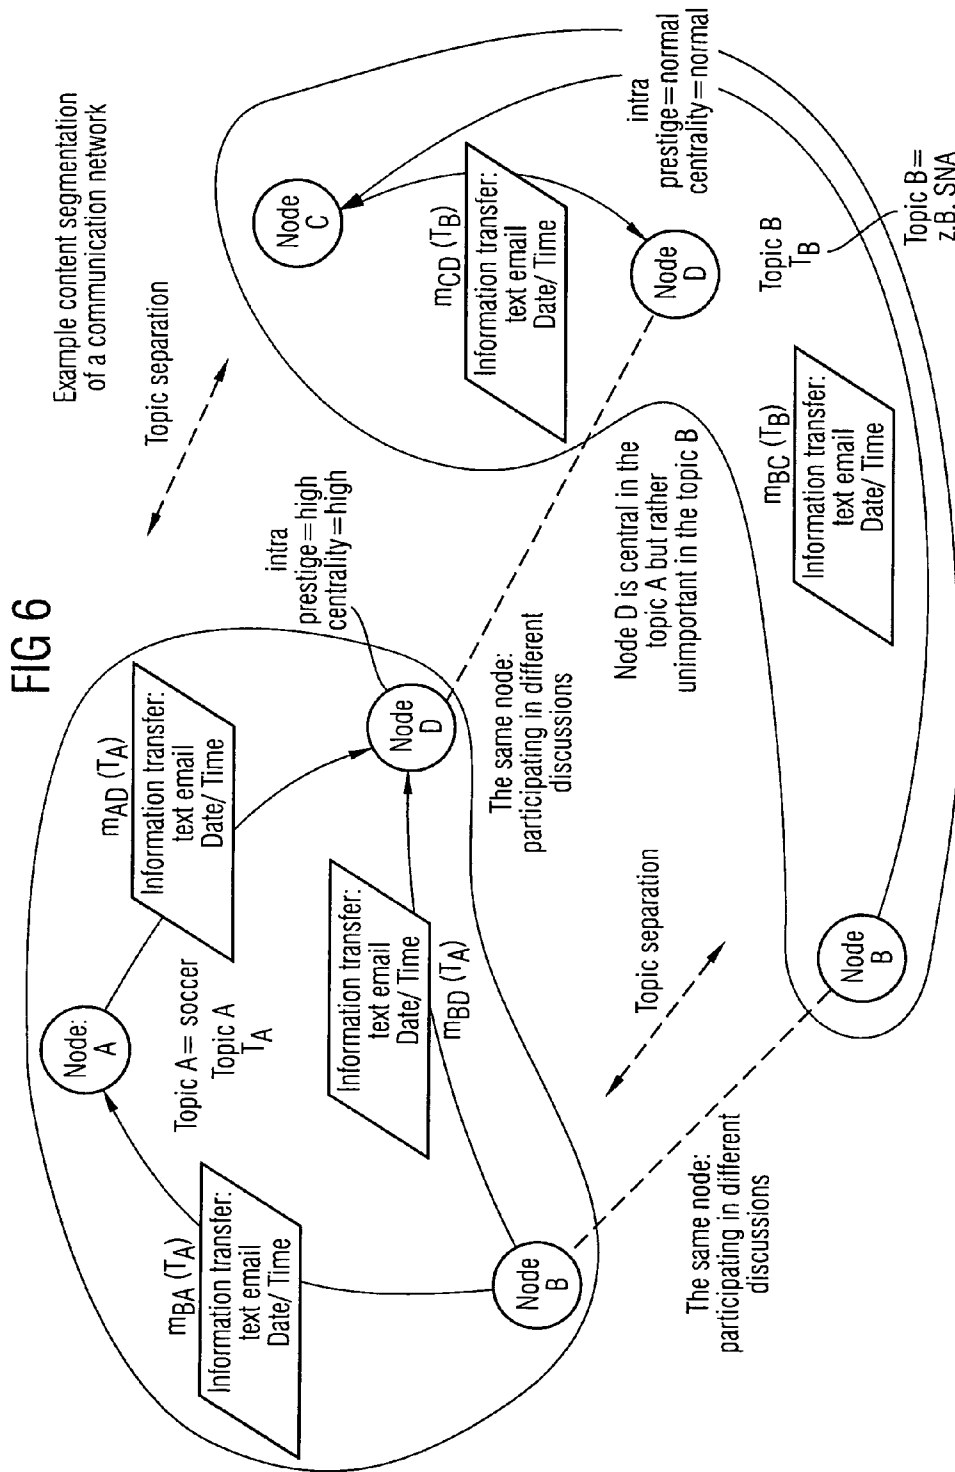 FIG 6
Example content segmentation
of a communication network
mBA (TA)
Information transfer:
text email
Date/ Time
Node:
A
Topic A = soccer
Topic A
TA
mAD (TA)
Information transfer:
text email
Date/ Time
Information transfer:
text email
Date/ Time
mBD (TA)
Node
B
Node
D
intra
prestige=high
centrality=high
Topic separation
The same node:
participating in different
discussions
The same node:
participating in different
discussions
Topic separation
Node
C
mCD (TB)
Information transfer:
text email
Date/ Time
Node
D
intra
prestige=normal
centrality=normal
Node D is central in the
topic A but rather
unimportant in the topic B
Topic B
TB
Node
B
mBC (TB)
Information transfer:
text email
Date/ Time
Topic B=
z.B. SNA